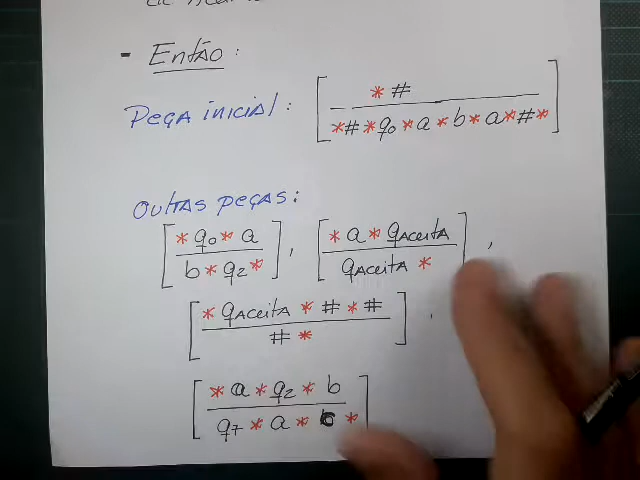 - Então:
Peça inicial: [ *#
*#*q0*a*b*a*#* ]
Outras peças:
[ *q0*a , [ *a*qaceita ,
b*q2* ] qaceita* ]
[ *qaceita*#*# ,
#* ]
[ *a*q2*b
q7*a*b* ]